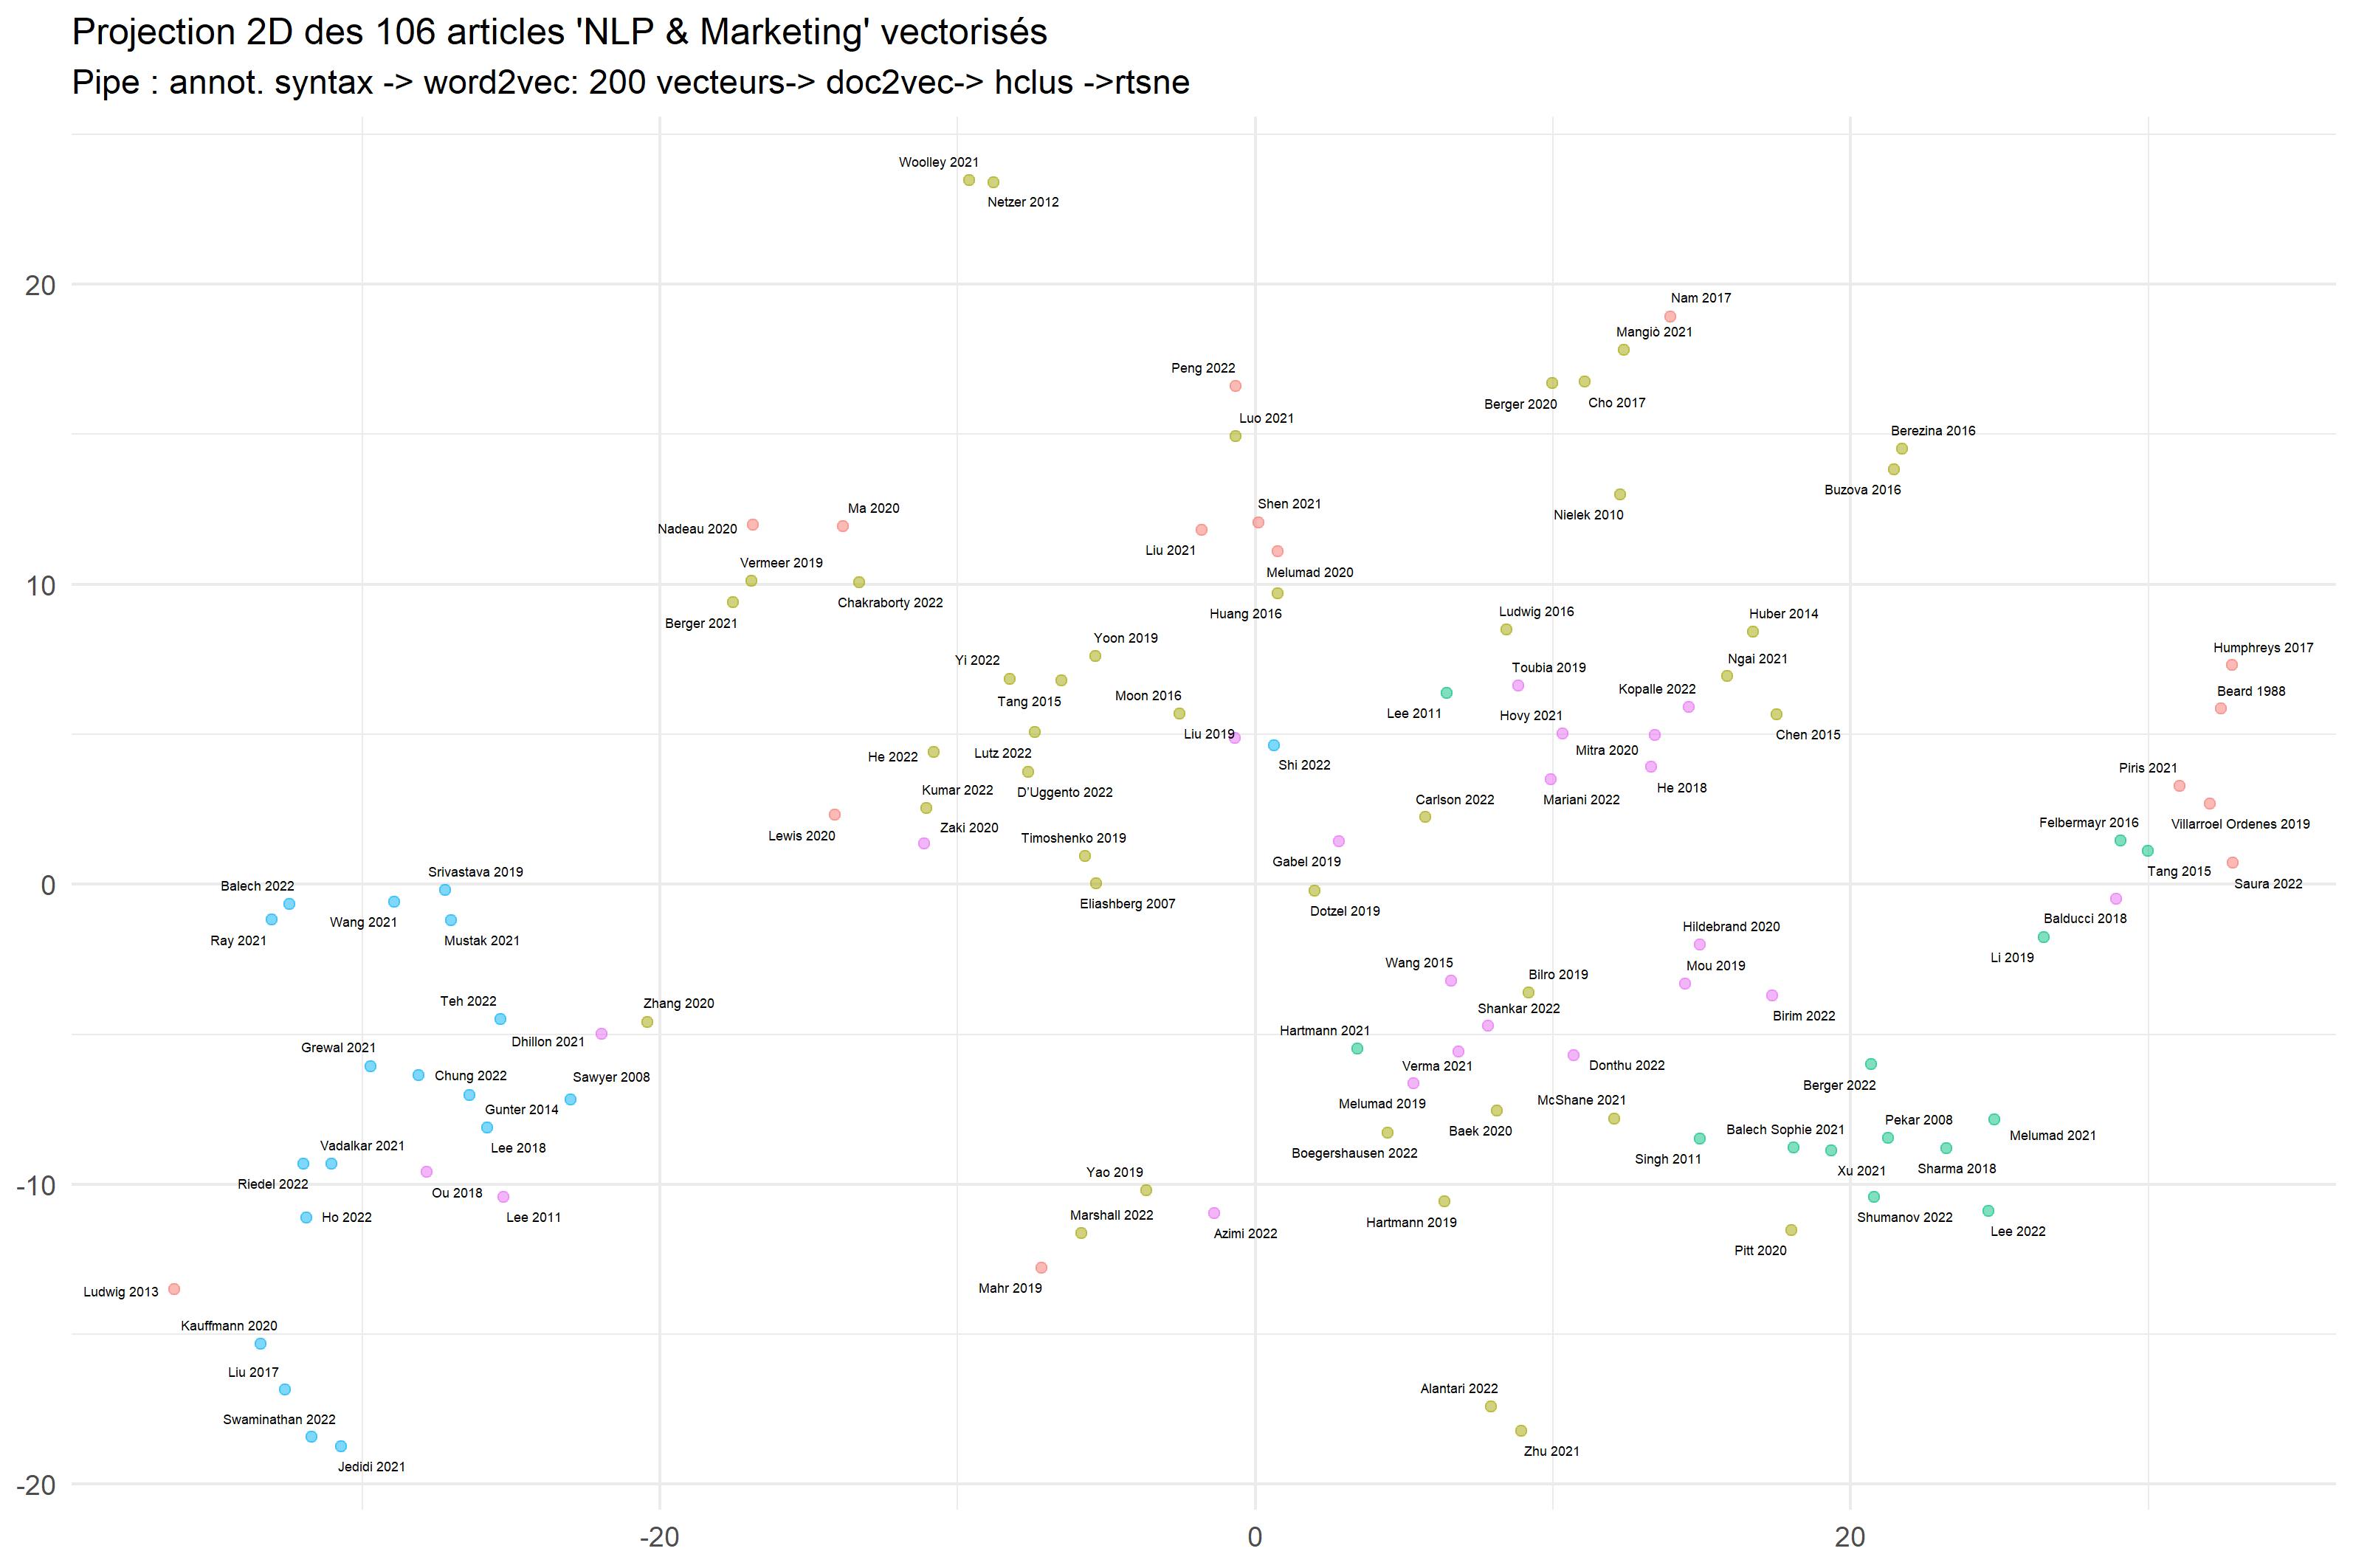 Projection 2D des 106 articles 'NLP & Marketing' vectorisés
Pipe : annot. syntax -> word2vec: 200 vecteurs-> doc2vec-> hclus ->rtsne
Woolley 2021
Netzer 2012
20
Nam 2017
Mangiò 2021
Peng 2022
Berger 2020
Cho 2017
Luo 2021
Berezina 2016
Buzova 2016
Shen 2021
Ma 2020
Nielek 2010
Nadeau 2020
Liu 2021
Vermeer 2019
Melumad 2020
10
Chakraborty 2022
Huang 2016
Ludwig 2016
Huber 2014
Berger 2021
Yoon 2019
Humphreys 2017
Yi 2022
Ngai 2021
Toubia 2019
Kopalle 2022
Beard 1988
Tang 2015
Moon 2016
Lee 2011
Hovy 2021
Liu 2019
Chen 2015
He 2022
Lutz 2022
Mitra 2020
Shi 2022
Piris 2021
Kumar 2022
D'Uggento 2022
Carlson 2022
Mariani 2022
He 2018
Zaki 2020
Lewis 2020
Timoshenko 2019
Felbermayr 2016
Villarroel Ordenes 2019
Gabel 2019
Srivastava 2019
Tang 2015
0
Balech 2022
Saura 2022
Eliashberg 2007
Dotzel 2019
Wang 2021
Balducci 2018
Ray 2021
Mustak 2021
Hildebrand 2020
Li 2019
Wang 2015
Mou 2019
Bilro 2019
Teh 2022
Zhang 2020
Shankar 2022
Birim 2022
Hartmann 2021
Grewal 2021
Dhillon 2021
Chung 2022
Sawyer 2008
Verma 2021
Donthu 2022
Berger 2022
Gunter 2014
Melumad 2019
McShane 2021
Pekar 2008
Vadalkar 2021
Lee 2018
Baek 2020
Balech Sophie 2021
Melumad 2021
Boegershausen 2022
Singh 2011
Xu 2021
Sharma 2018
-10
Riedel 2022
Ou 2018
Yao 2019
Ho 2022
Lee 2011
Marshall 2022
Azimi 2022
Hartmann 2019
Shumanov 2022
Lee 2022
Pitt 2020
Ludwig 2013
Mahr 2019
Kauffmann 2020
Liu 2017
Alantari 2022
Swaminathan 2022
Zhu 2021
Jedidi 2021
-20
-20
0
20